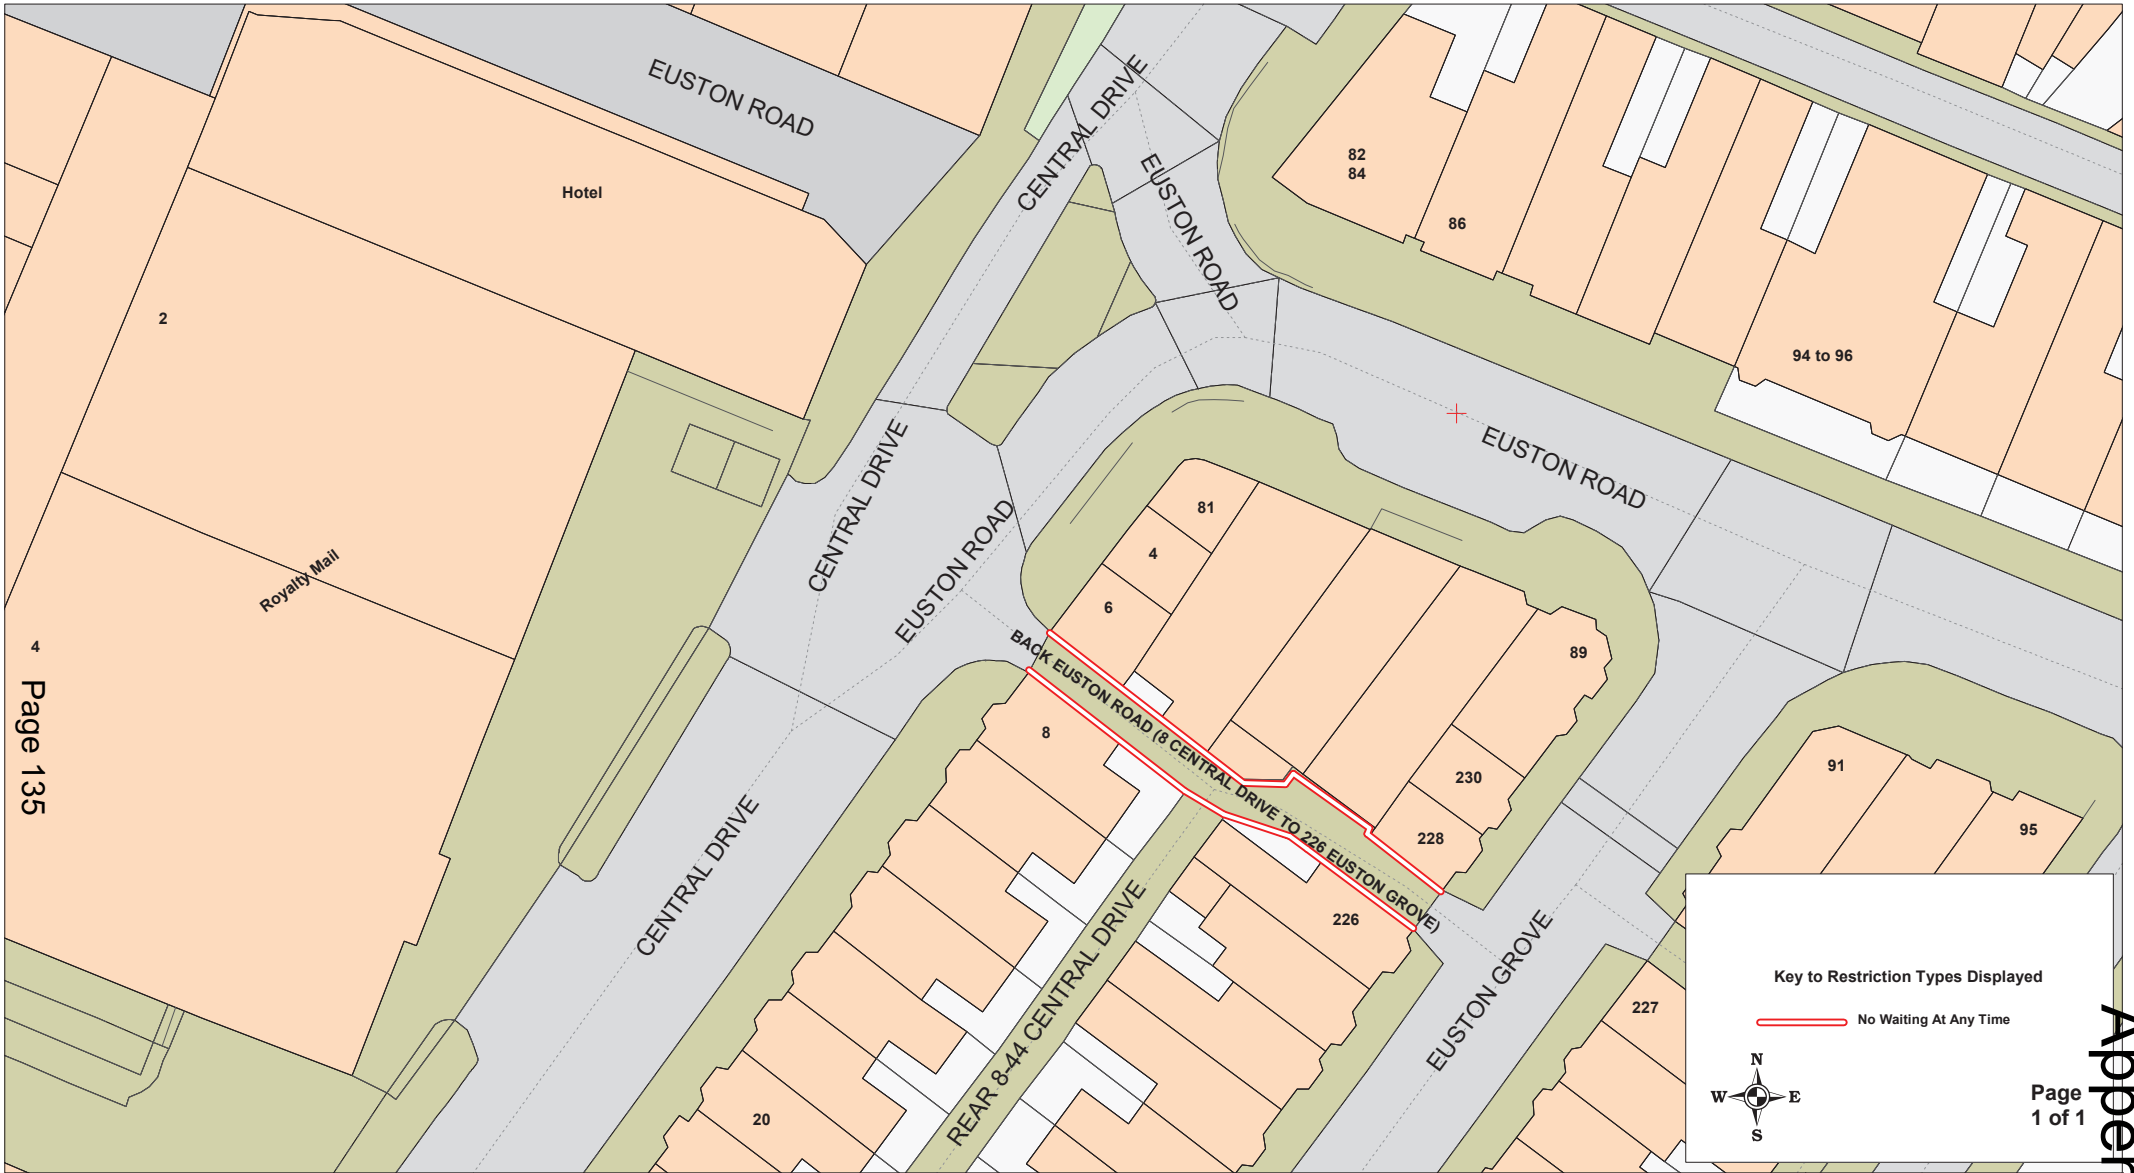 EUSTON ROAD
CENTRAL DRIVE
Hotel
EUSTON ROAD
82
84
86
2
94 to 96
EUSTON ROAD
CENTRAL DRIVE
EUSTON ROAD
81
4
6
Royalty Mail
4
Page 135
BACK EUSTON ROAD (8 CENTRAL DRIVE TO 226 EUSTON GROVE)
89
8
230
228
226
91
95
CENTRAL DRIVE
REAR 8-44 CENTRAL DRIVE
EUSTON GROVE
227
20
Key to Restriction Types Displayed
No Waiting At Any Time
N
W E
S
Page
1 of 1